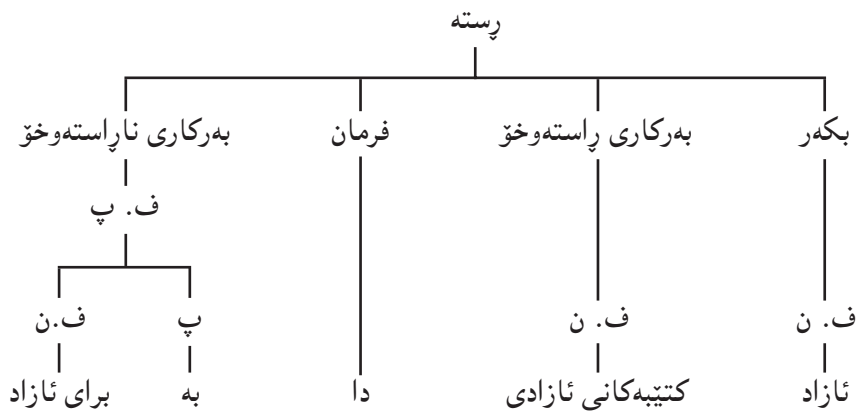 ڕستە
بکەر بەرکاری ڕاستەوخۆ فرمان بەرکاری ناڕاستەوخۆ
ف. پ
ف. ن ف. ن پ ف.ن
ئازاد کتێبەکانی ئازادی دا بە برای ئازاد